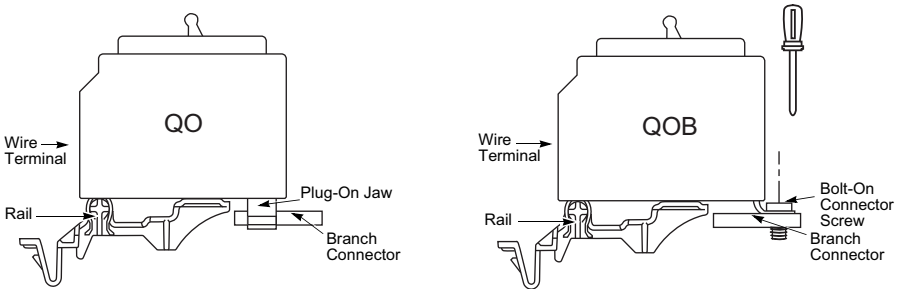 QO
Wire
Terminal
Rail
Plug-On Jaw
Branch
Connector
QOB
Wire
Terminal
Rail
Bolt-On
Connector
Screw
Branch
Connector